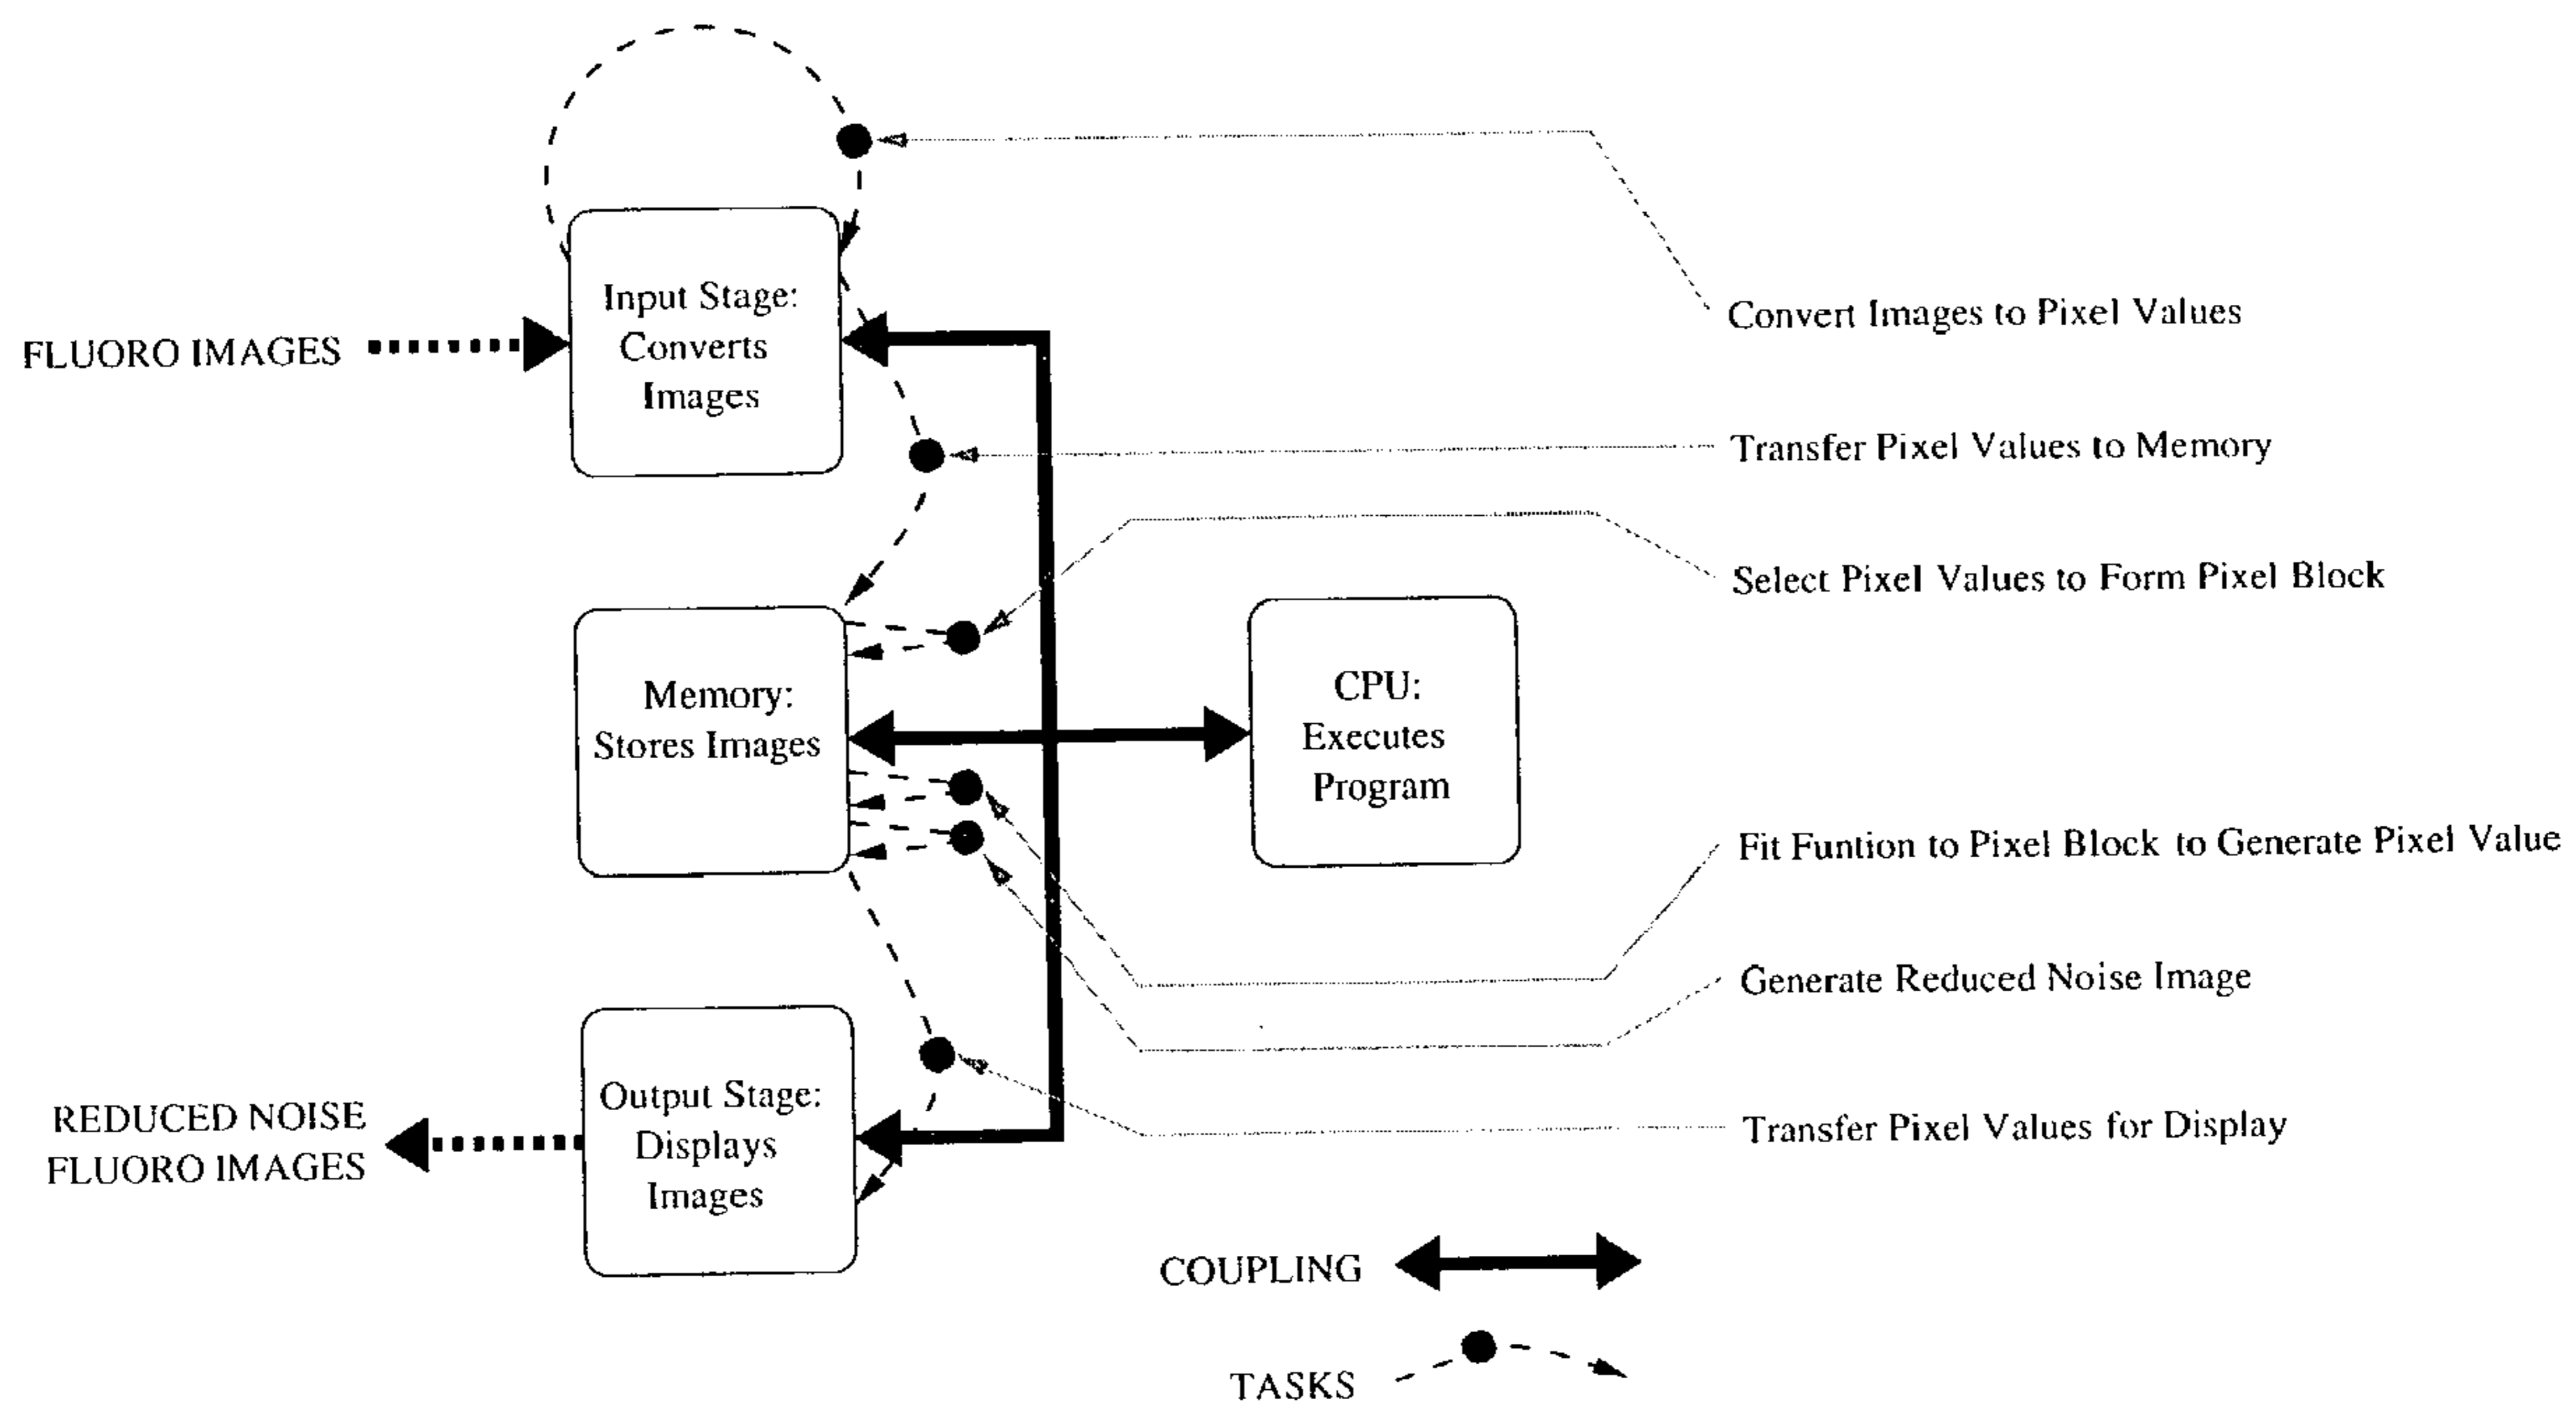 Input Stage:
Converts
Images
FLUORO IMAGES
Convert Images to Pixel Values
Transfer Pixel Values to Memory
Select Pixel Values to Form Pixel Block
Memory:
Stores Images
CPU:
Executes
Program
Fit Funtion to Pixel Block to Generate Pixel Value
Generate Reduced Noise Image
Output Stage:
Displays
Images
REDUCED NOISE
FLUORO IMAGES
Transfer Pixel Values for Display
COUPLING
TASKS